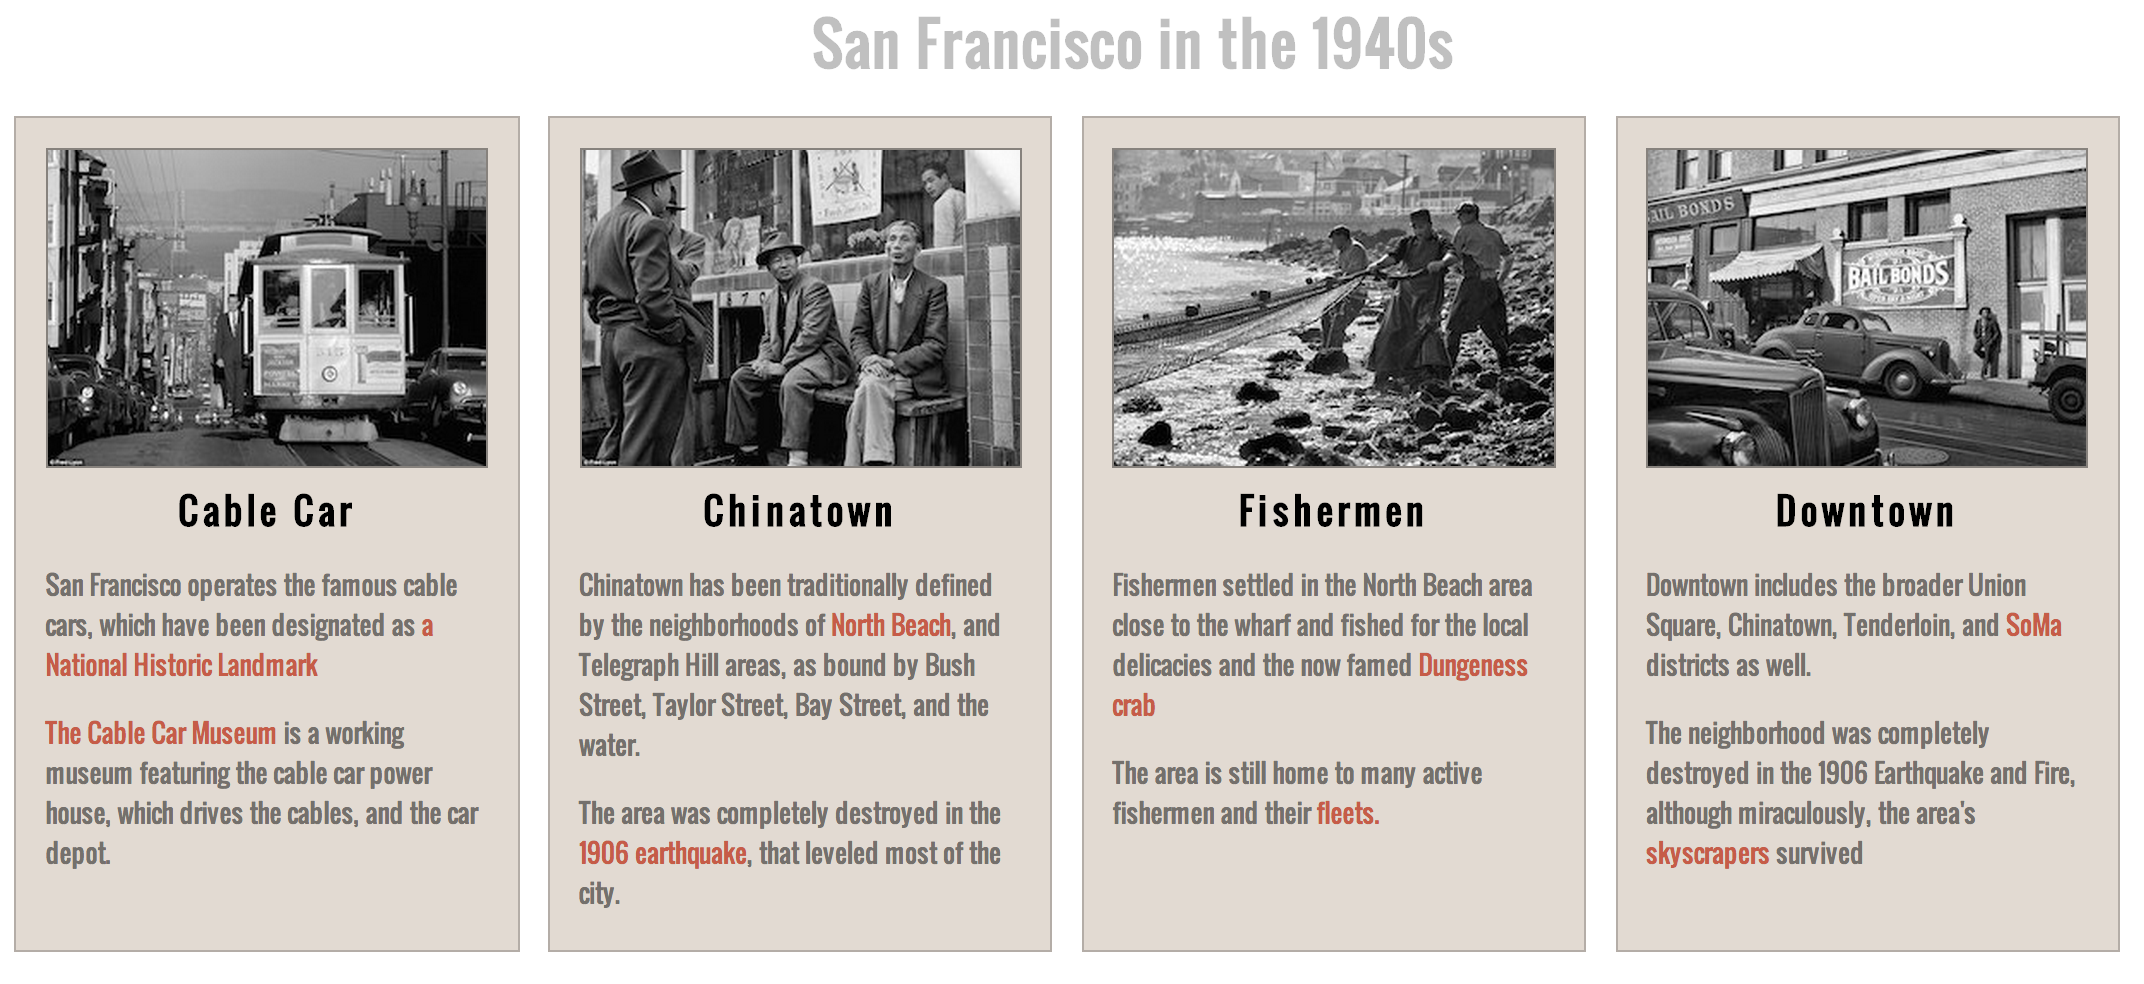 San Francisco in the 1940s
Cable Car
San Francisco operates the famous cable
cars, which have been designated as a
National Historic Landmark
The Cable Car Museum is a working
museum featuring the cable car power
house, which drives the cables, and the car
depot.
Chinatown
Chinatown has been traditionally defined
by the neighborhoods of North Beach, and
Telegraph Hill areas, as bound by Bush
Street, Taylor Street, Bay Street, and the
water.
The area was completely destroyed in the
1906 earthquake, that leveled most of the
city.
Fishermen
Fishermen settled in the North Beach area
close to the wharf and fished for the local
delicacies and the now famed Dungeness
crab
The area is still home to many active
fishermen and their fleets.
AIL BONDS
BAIL BONDS
Downtown
Downtown includes the broader Union
Square, Chinatown, Tenderloin, and SoMa
districts as well.
The neighborhood was completely
destroyed in the 1906 Earthquake and Fire,
although miraculously, the area's
skyscrapers survived